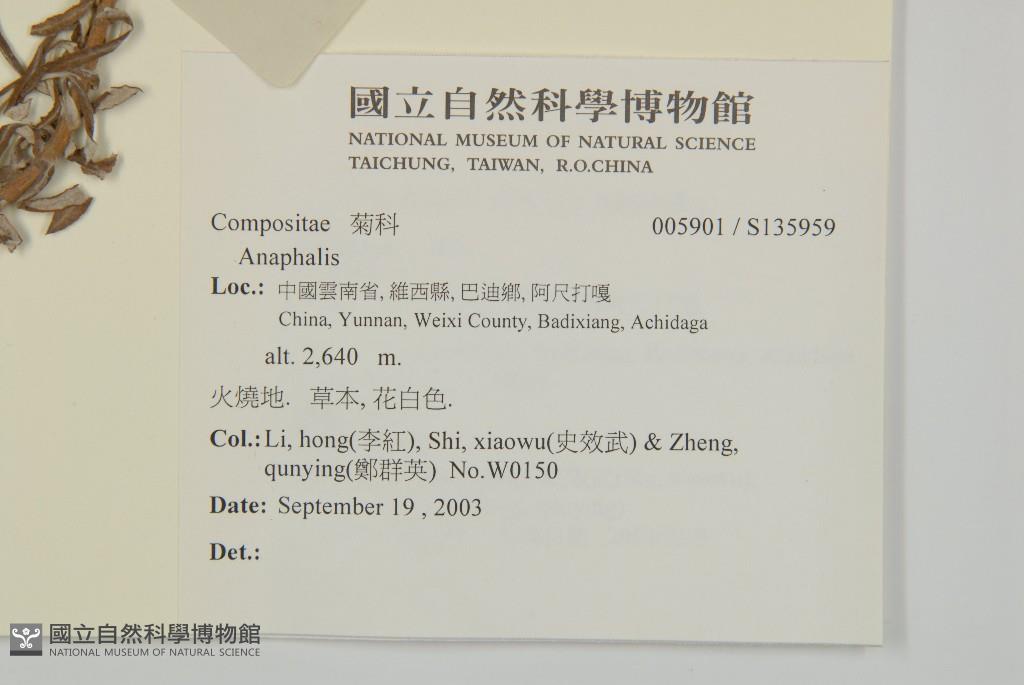 國立自然科學博物館
NATIONAL MUSEUM OF NATURAL SCIENCE
TAICHUNG, TAIWAN, R.O.CHINA
Compositae 菊科 005901 / S135959
Anaphalis
Loc.: 中國雲南省, 維西縣, 巴迪鄉, 阿尺打嘎
China, Yunnan, Weixi County, Badixiang, Achidaga
alt. 2,640 m.
火燒地. 草本, 花白色.
Col.: Li, hong(李紅), Shi, xiaowu(史效武) & Zheng,
qunying(鄭群英) No.W0150
Date: September 19 , 2003
Det.:
國立自然科學博物館
NATIONAL MUSEUM OF NATURAL SCIENCE